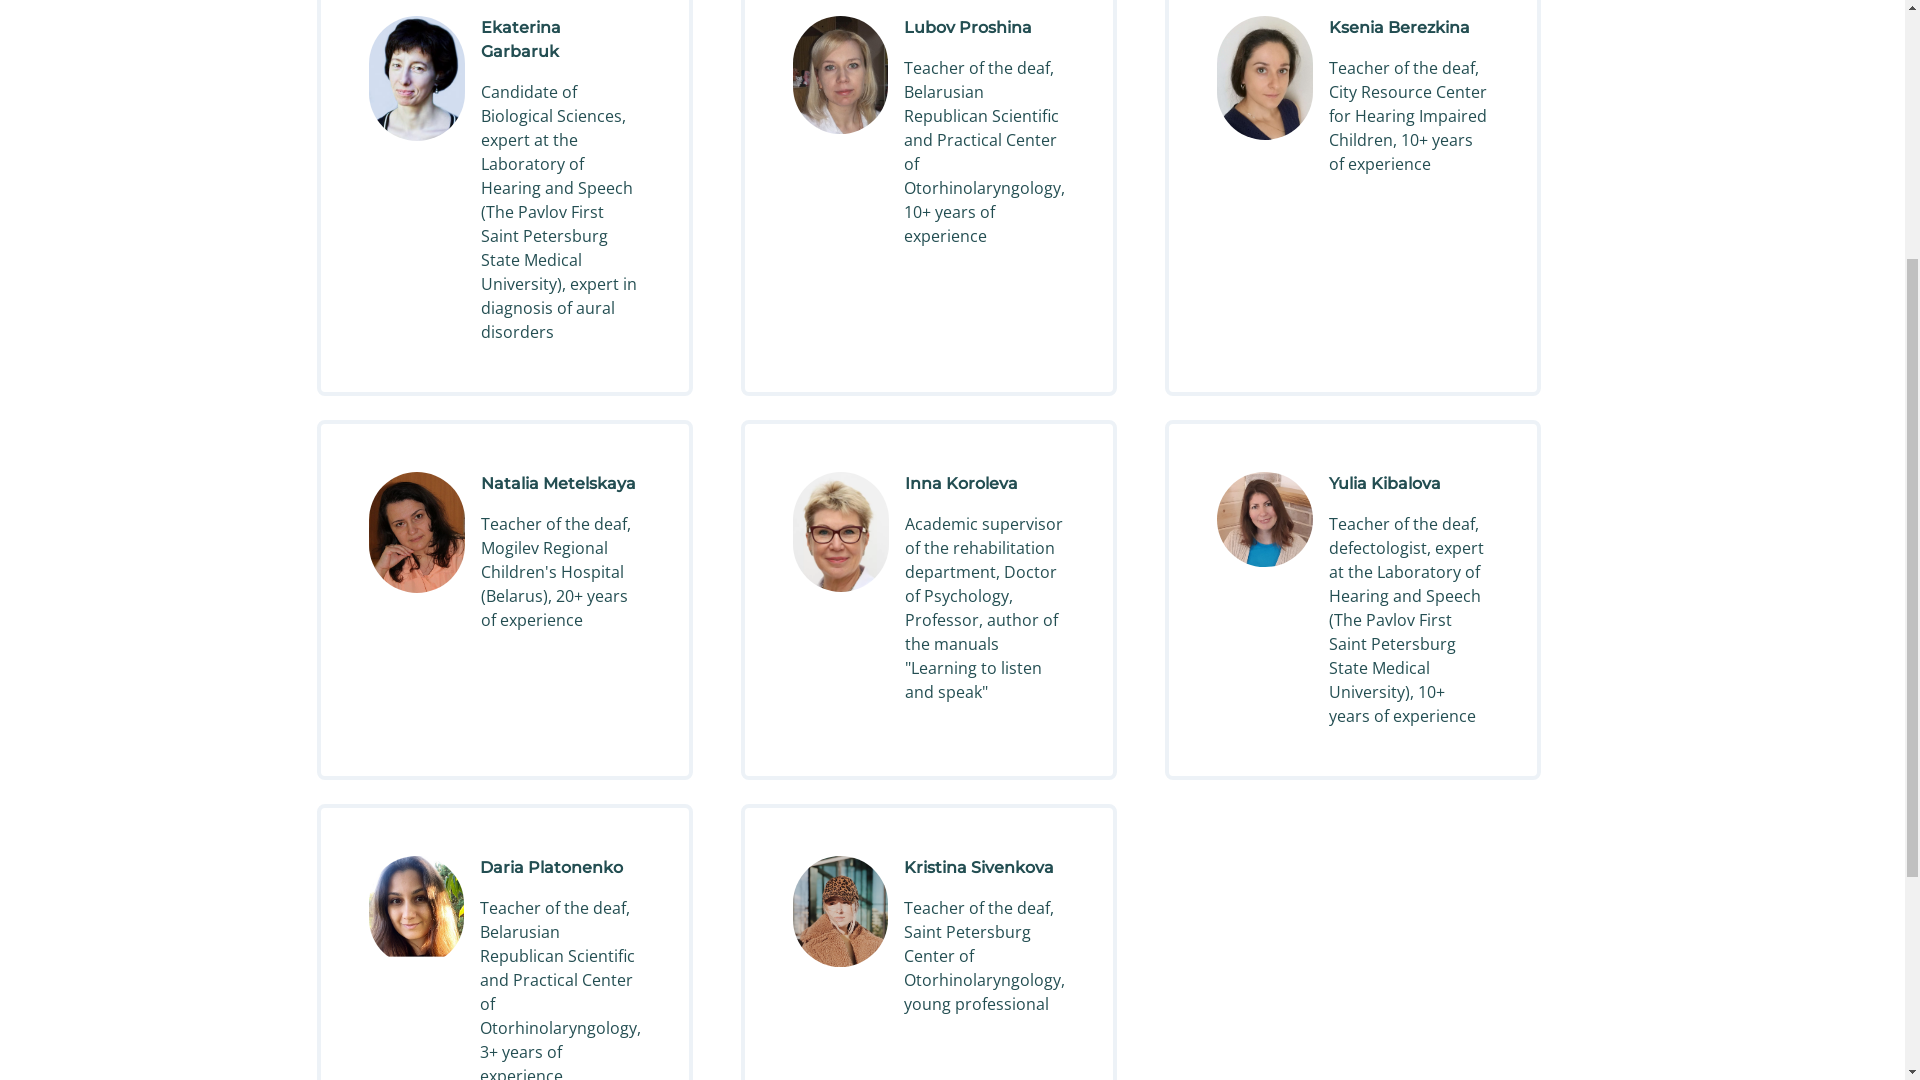 Ekaterina
Garbaruk
Candidate of
Biological Sciences,
expert at the
Laboratory of
Hearing and Speech
(The Pavlov First
Saint Petersburg
State Medical
University), expert in
diagnosis of aural
disorders
Lubov Proshina
Teacher of the deaf,
Belarusian
Republican Scientific
and Practical Center
of
Otorhinolaryngology,
10+ years of
experience
Ksenia Berezkina
Teacher of the deaf,
City Resource Center
for Hearing Impaired
Children, 10+ years
of experience
Natalia Metelskaya
Teacher of the deaf,
Mogilev Regional
Children's Hospital
(Belarus), 20+ years
of experience
Inna Koroleva
Academic supervisor
of the rehabilitation
department, Doctor
of Psychology,
Professor, author of
the manuals
"Learning to listen
and speak"
Yulia Kibalova
Teacher of the deaf,
defectologist, expert
at the Laboratory of
Hearing and Speech
(The Pavlov First
Saint Petersburg
State Medical
University), 10+
years of experience
Daria Platonenko
Teacher of the deaf,
Belarusian
Republican Scientific
and Practical Center
of
Otorhinolaryngology,
3+ years of
experience
Kristina Sivenkova
Teacher of the deaf,
Saint Petersburg
Center of
Otorhinolaryngology,
young professional